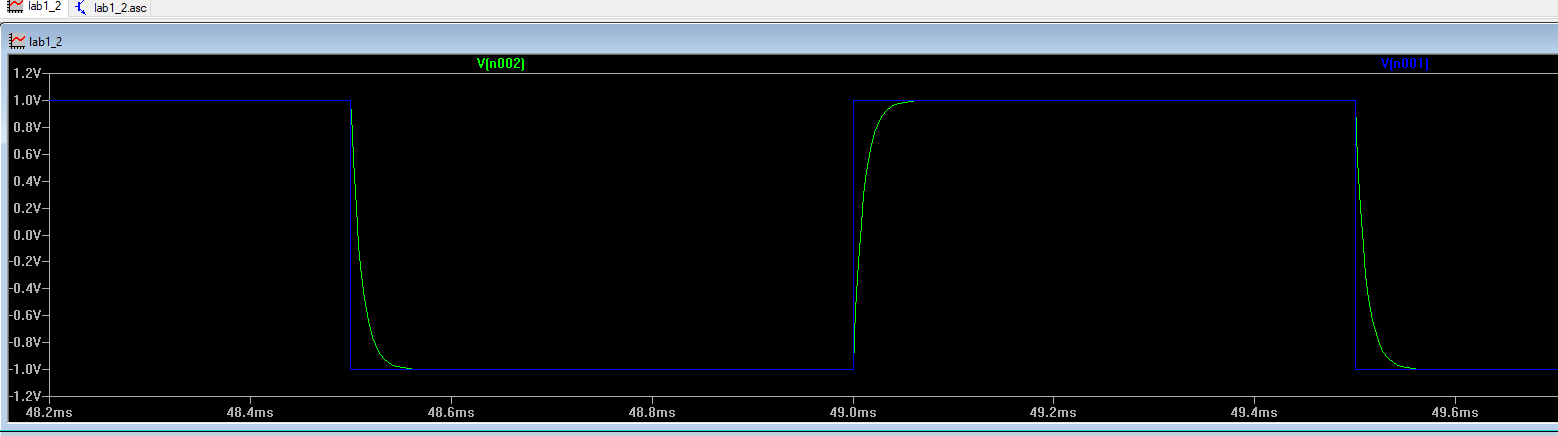 lab1_2 lab1_2.asc
lab1_2
V(n002) V(n001)
1.2V
1.0V
0.8V
0.6V
0.4V
0.2V
0.0V
-0.2V
-0.4V
-0.6V
-0.8V
-1.0V
-1.2V
48.2ms 48.4ms 48.6ms 48.8ms 49.0ms 49.2ms 49.4ms 49.6ms